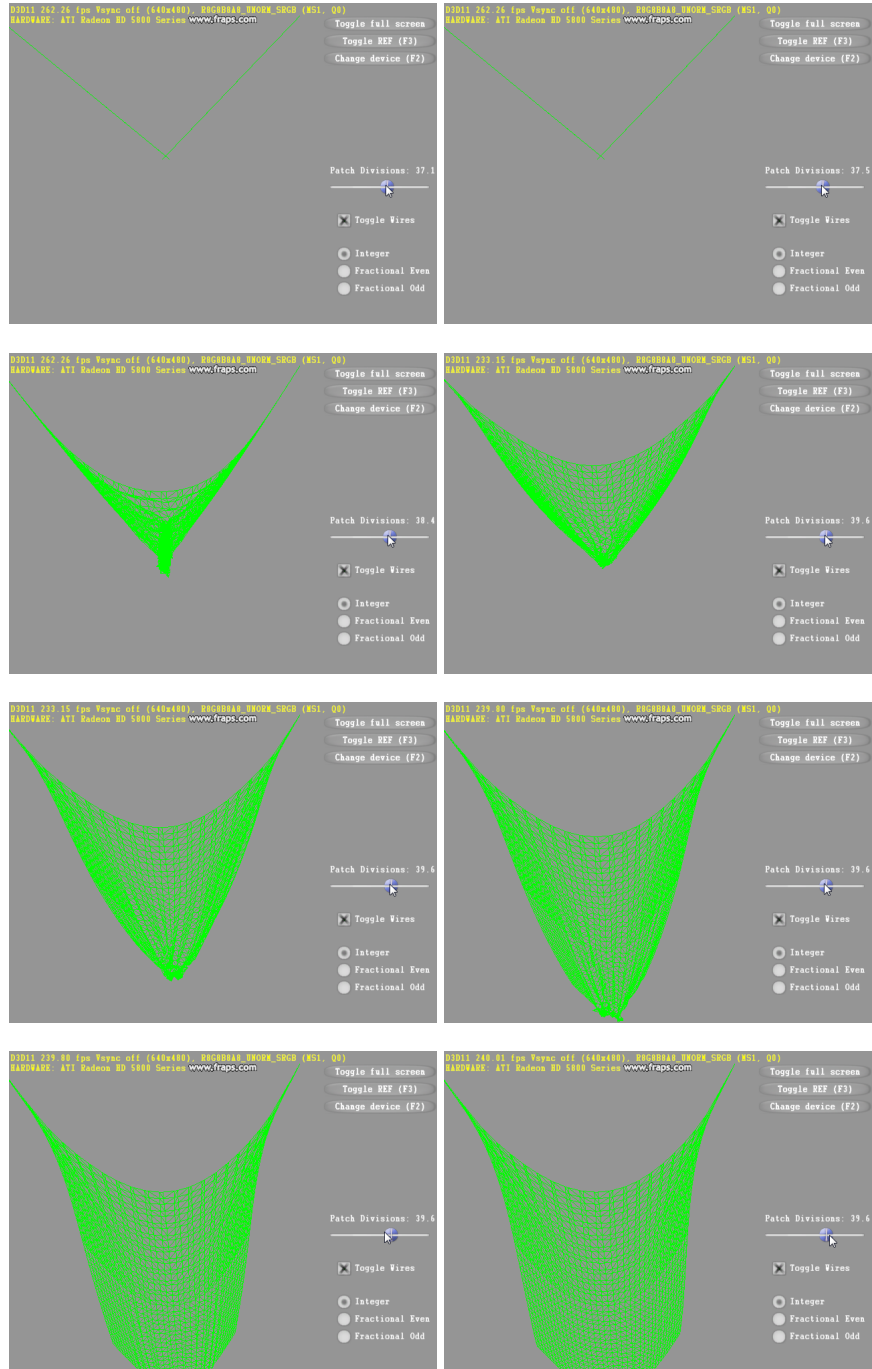 D3D11 262.26 fps Vsync off (640x480), R8G8B8A8_UNORM_SRGB (MS1, Q0)
HARDWARE: ATI Radeon HD 5800 Series www.fraps.com
Toggle full screen
Toggle REF (F3)
Change device (F2)
Patch Divisions: 37.1
Toggle Wires
Integer
Fractional Even
Fractional Odd
D3D11 262.26 fps Vsync off (640x480), R8G8B8A8_UNORM_SRGB (MS1, Q0)
HARDWARE: ATI Radeon HD 5800 Series www.fraps.com
Toggle full screen
Toggle REF (F3)
Change device (F2)
Patch Divisions: 37.5
Toggle Wires
Integer
Fractional Even
Fractional Odd
D3D11 262.26 fps Vsync off (640x480), R8G8B8A8_UNORM_SRGB (MS1, Q0)
HARDWARE: ATI Radeon HD 5800 Series www.fraps.com
Toggle full screen
Toggle REF (F3)
Change device (F2)
Patch Divisions: 38.4
Toggle Wires
Integer
Fractional Even
Fractional Odd
D3D11 233.15 fps Vsync off (640x480), R8G8B8A8_UNORM_SRGB (MS1, Q0)
HARDWARE: ATI Radeon HD 5800 Series www.fraps.com
Toggle full screen
Toggle REF (F3)
Change device (F2)
Patch Divisions: 39.6
Toggle Wires
Integer
Fractional Even
Fractional Odd
D3D11 233.15 fps Vsync off (640x480), R8G8B8A8_UNORM_SRGB (MS1, Q0)
HARDWARE: ATI Radeon HD 5800 Series www.fraps.com
Toggle full screen
Toggle REF (F3)
Change device (F2)
Patch Divisions: 39.6
Toggle Wires
Integer
Fractional Even
Fractional Odd
D3D11 239.80 fps Vsync off (640x480), R8G8B8A8_UNORM_SRGB (MS1, Q0)
HARDWARE: ATI Radeon HD 5800 Series www.fraps.com
Toggle full screen
Toggle REF (F3)
Change device (F2)
Patch Divisions: 39.6
Toggle Wires
Integer
Fractional Even
Fractional Odd
D3D11 239.80 fps Vsync off (640x480), R8G8B8A8_UNORM_SRGB (MS1, Q0)
HARDWARE: ATI Radeon HD 5800 Series www.fraps.com
Toggle full screen
Toggle REF (F3)
Change device (F2)
Patch Divisions: 39.6
Toggle Wires
Integer
Fractional Even
Fractional Odd
D3D11 240.01 fps Vsync off (640x480), R8G8B8A8_UNORM_SRGB (MS1, Q0)
HARDWARE: ATI Radeon HD 5800 Series www.fraps.com
Toggle full screen
Toggle REF (F3)
Change device (F2)
Patch Divisions: 39.6
Toggle Wires
Integer
Fractional Even
Fractional Odd